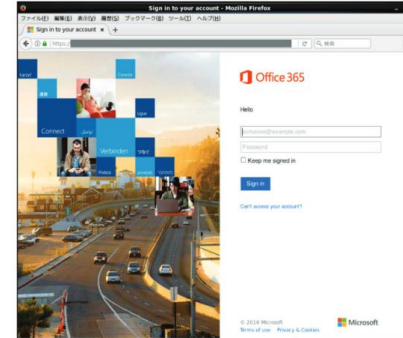 Sign in to your account - Mozilla Firefox
ファイル(F) 編集(E) 表示(V) 履歴(S) ブックマーク(B) ツール(T) ヘルプ(H)
Sign in to your account × +
https:/ 検索
Office 365
Hello
Connect
Verbinden
someone@example.com
Password
Keep me signed in
Sign in
Can't access your account?
© 2016 Microsoft
Terms of use Privacy & Cookies
Microsoft